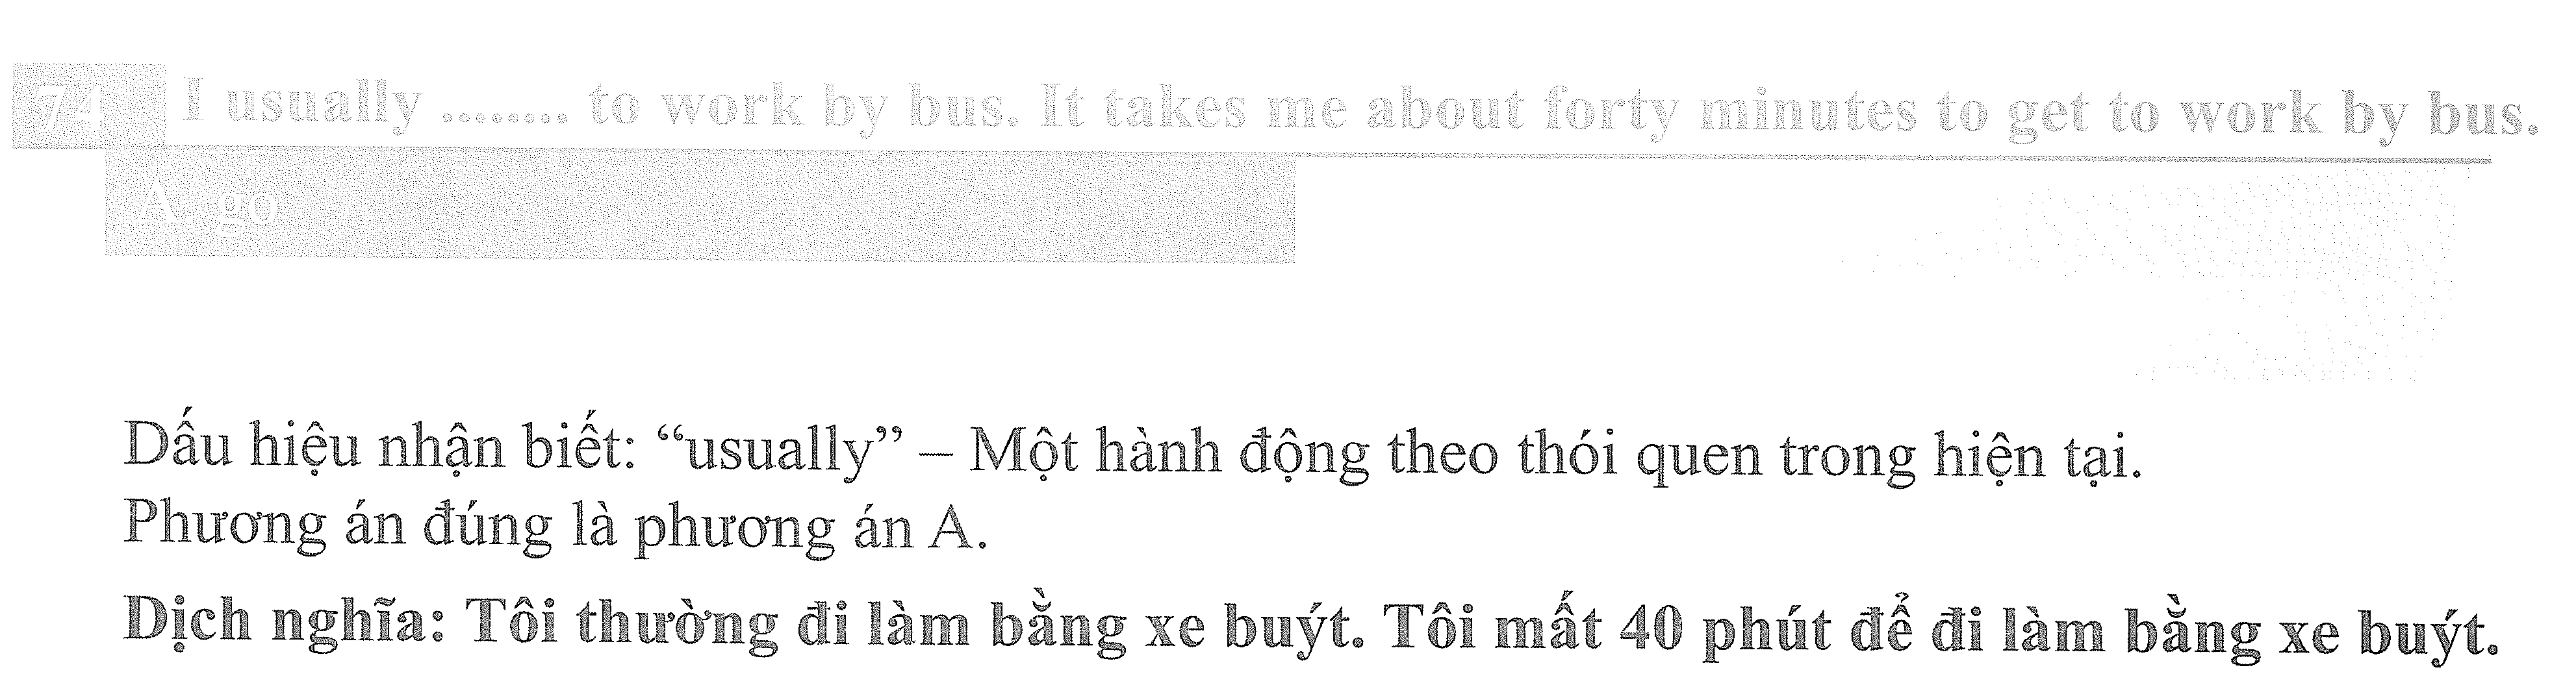 74 I usually ........ to work by bus. It takes me about forty minutes to get to work by bus.
A. go
Dấu hiệu nhận biết: “usually” – Một hành động theo thói quen trong hiện tại.
Phương án đúng là phương án A.
Dịch nghĩa: Tôi thường đi làm bằng xe buýt. Tôi mất 40 phút để đi làm bằng xe buýt.